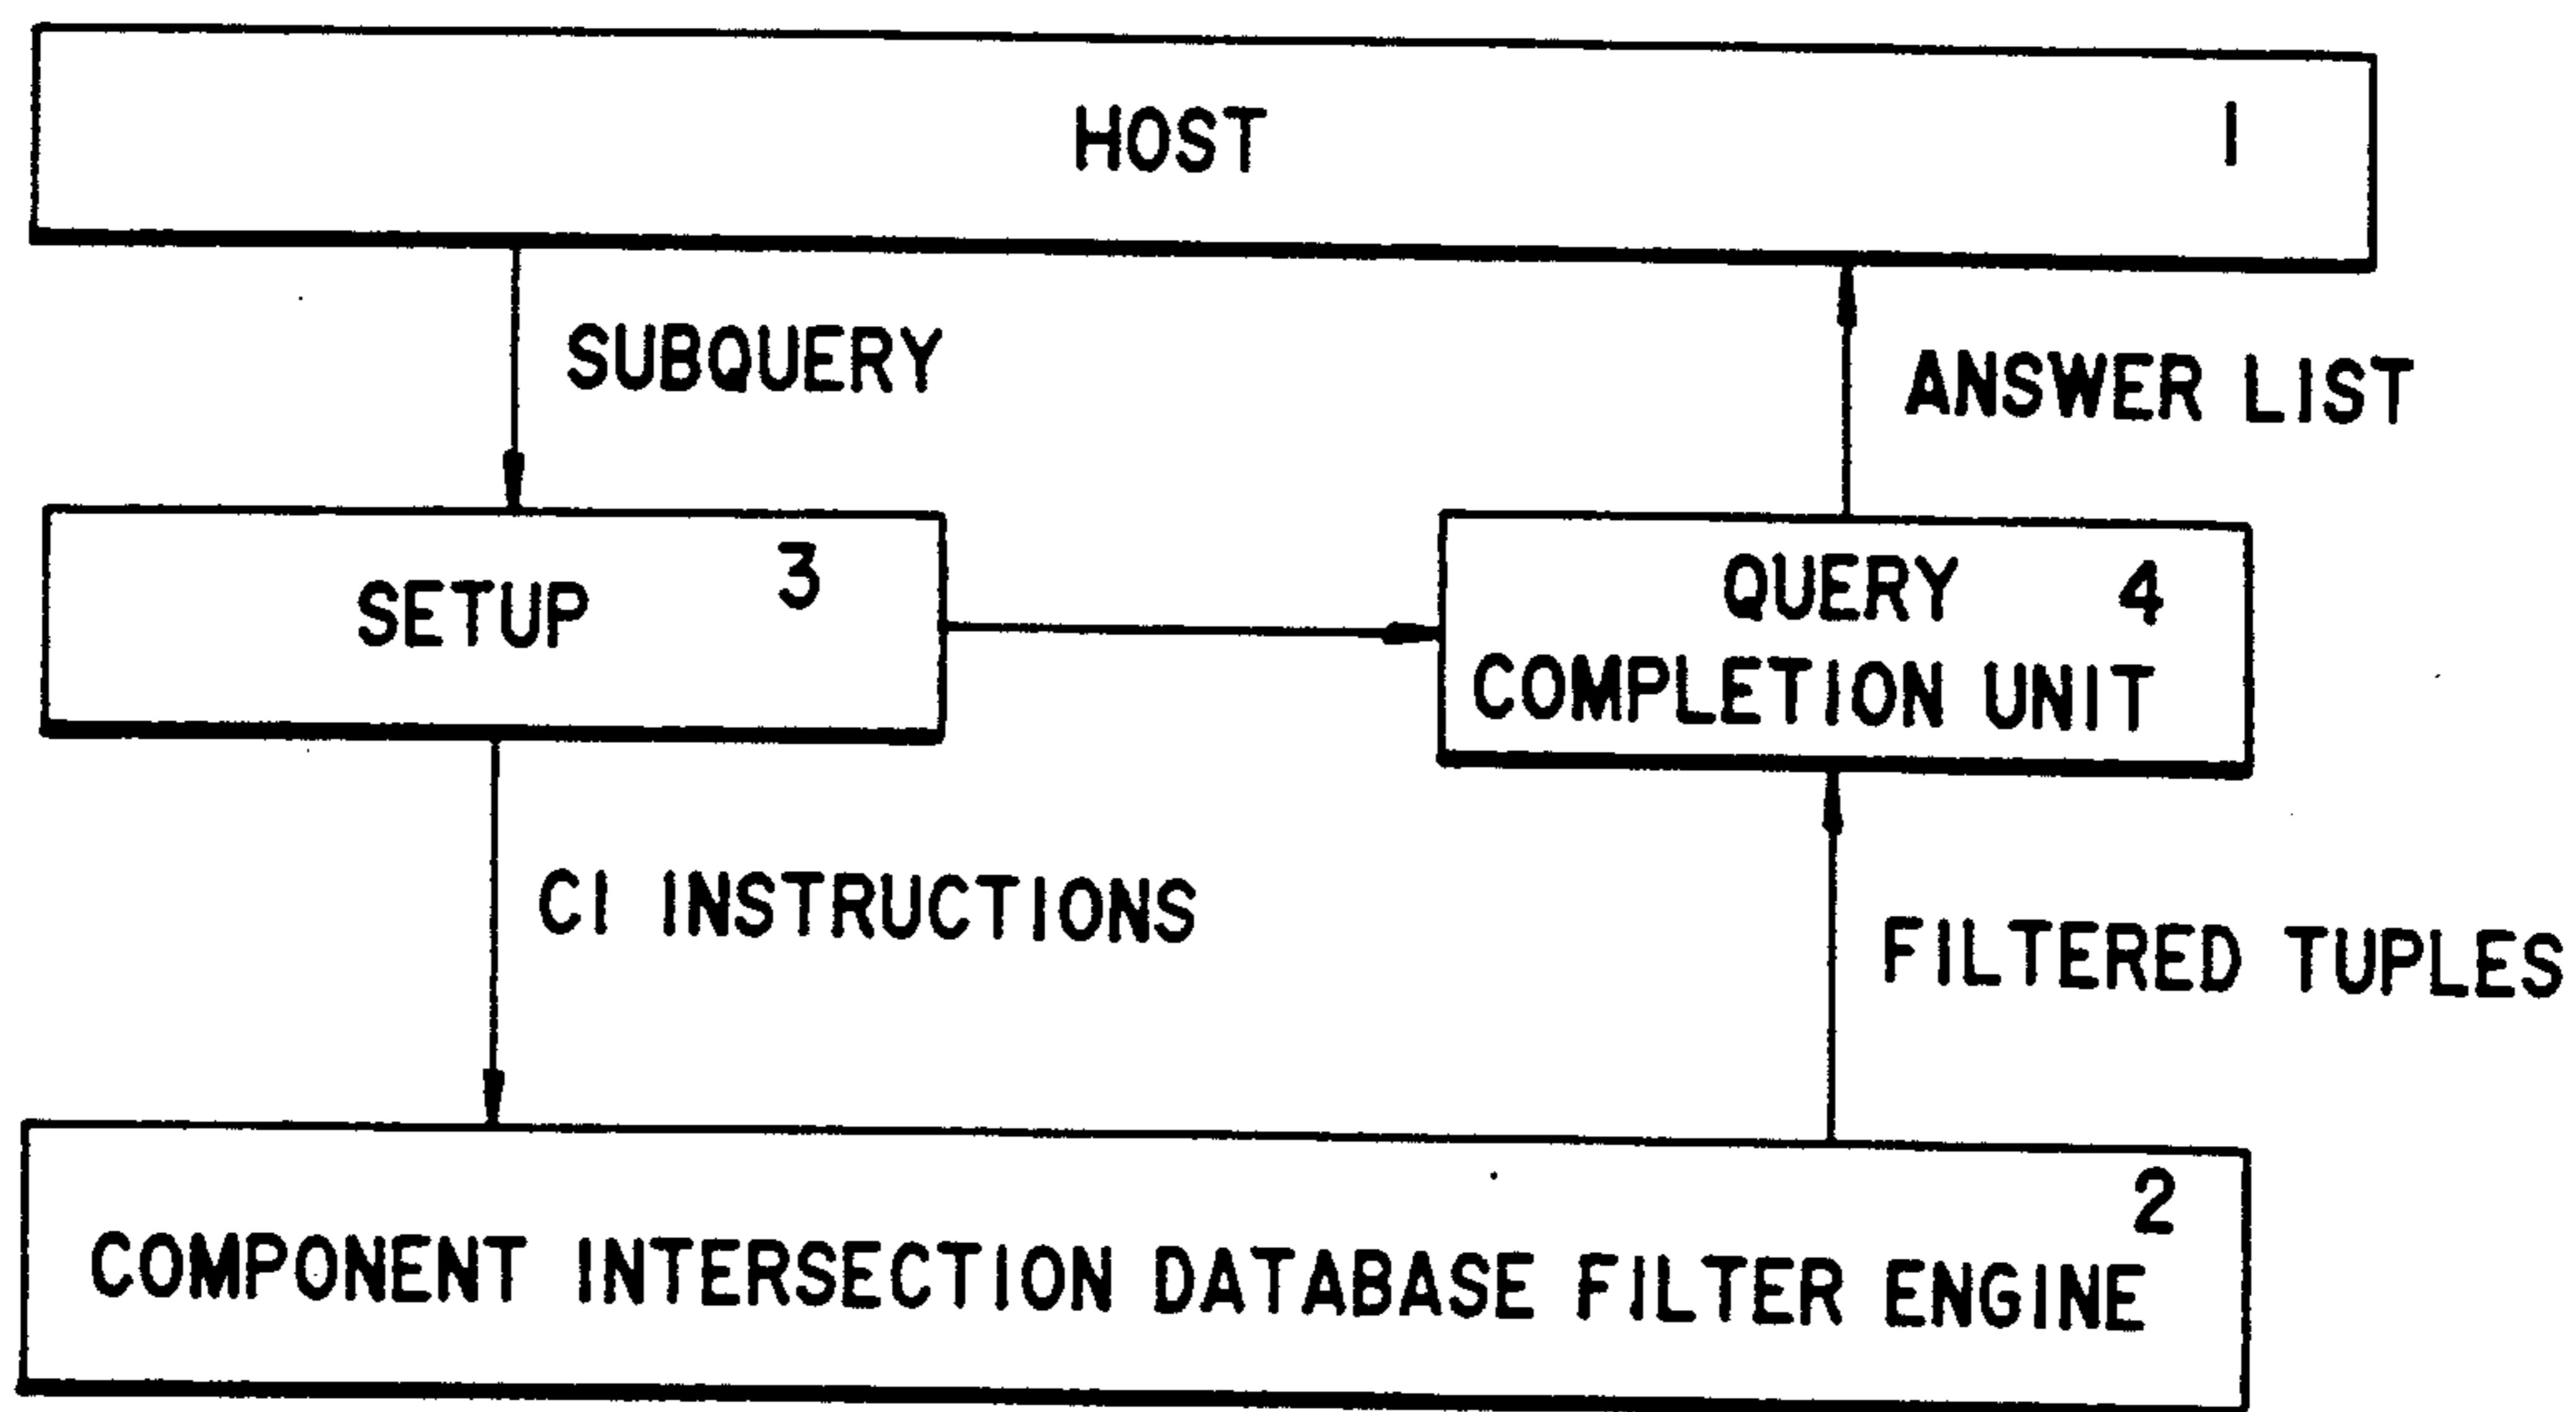 HOST 1
SUBQUERY
ANSWER LIST
SETUP 3
QUERY 4
COMPLETION UNIT
CI INSTRUCTIONS
FILTERED TUPLES
2
COMPONENT INTERSECTION DATABASE FILTER ENGINE